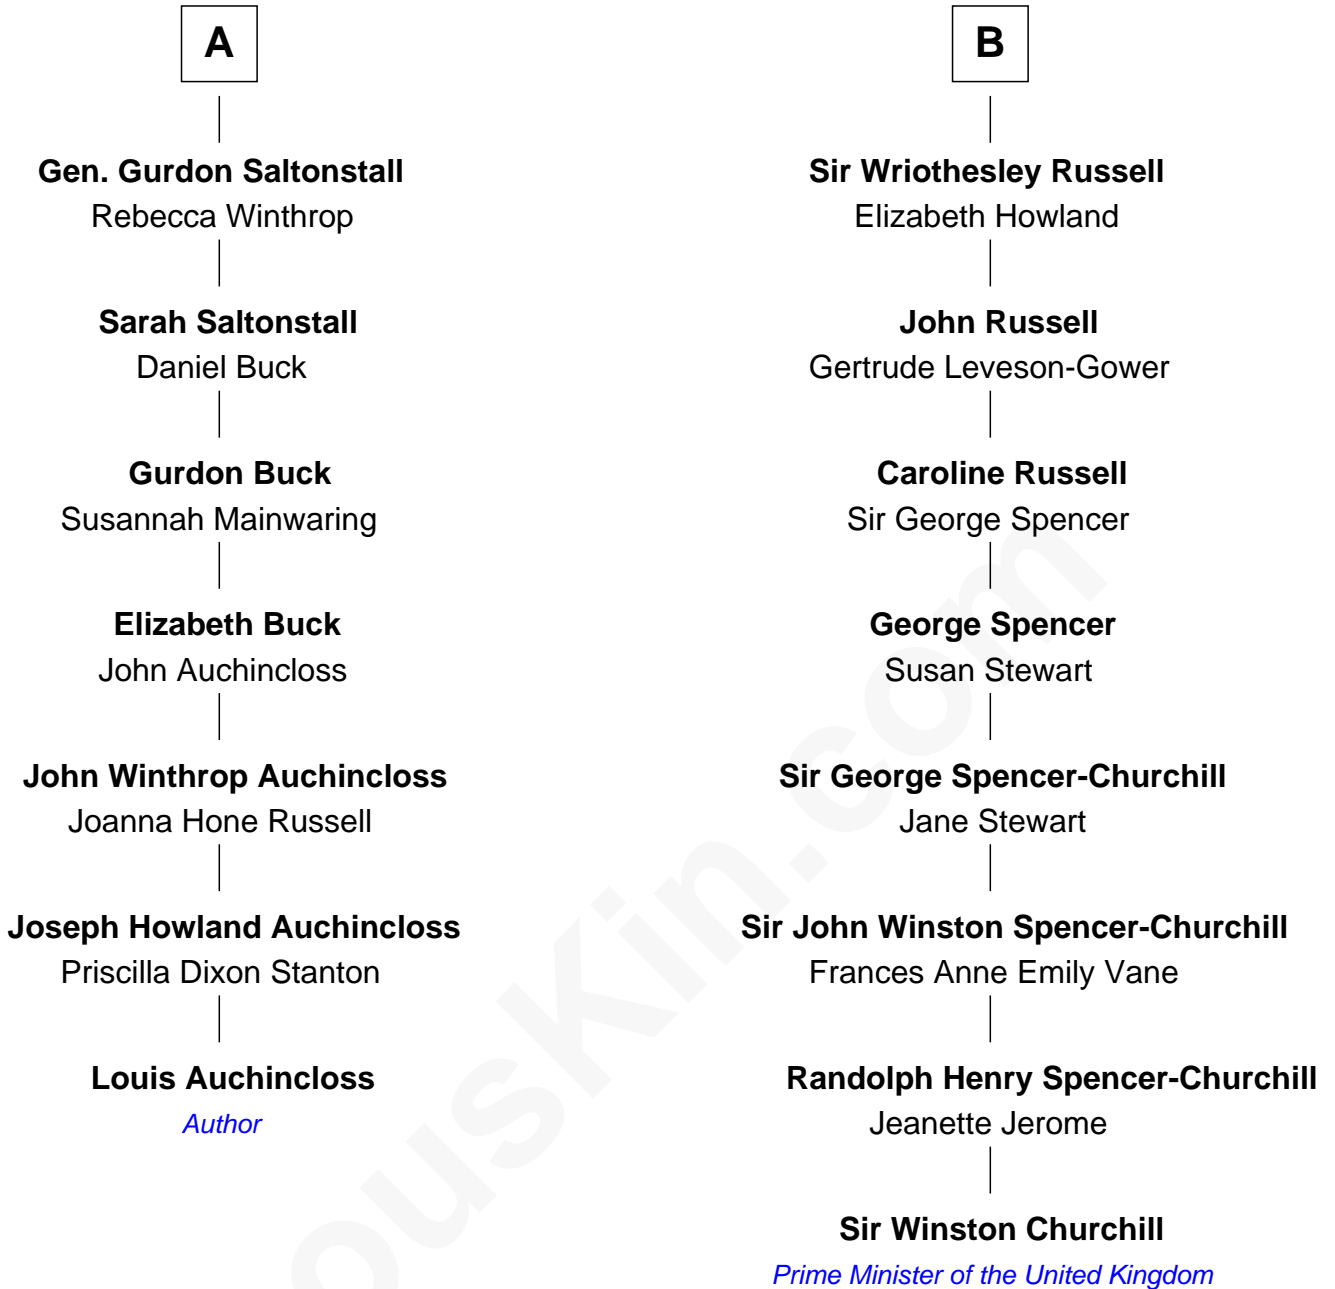 A
Gen. Gurdon Saltonstall
Rebecca Winthrop
Sarah Saltonstall
Daniel Buck
Gurdon Buck
Susannah Mainwaring
Elizabeth Buck
John Auchincloss
John Winthrop Auchincloss
Joanna Hone Russell
Joseph Howland Auchincloss
Priscilla Dixon Stanton
Louis Auchincloss
Author
B
Sir Wriothesley Russell
Elizabeth Howland
John Russell
Gertrude Leveson-Gower
Caroline Russell
Sir George Spencer
George Spencer
Susan Stewart
Sir George Spencer-Churchill
Jane Stewart
Sir John Winston Spencer-Churchill
Frances Anne Emily Vane
Randolph Henry Spencer-Churchill
Jeanette Jerome
Sir Winston Churchill
Prime Minister of the United Kingdom
ousKin.com